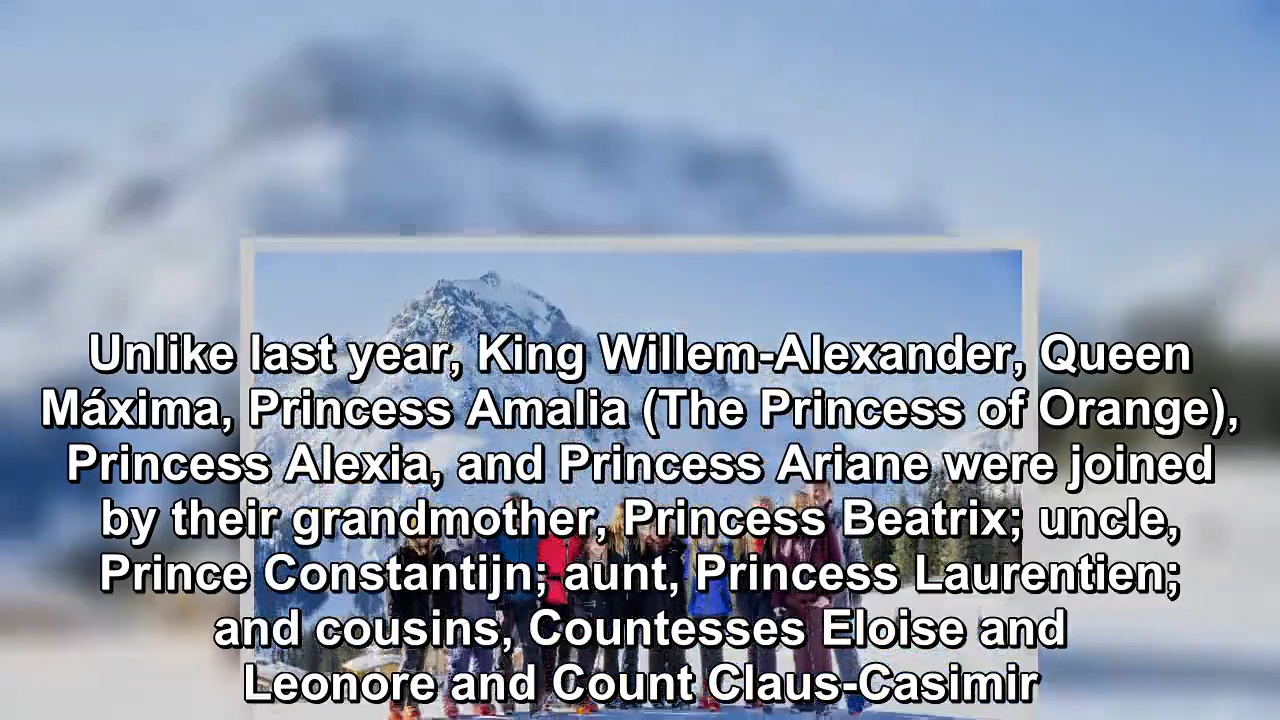 Unlike last year, King Willem-Alexander, Queen
Máxima, Princess Amalia (The Princess of Orange),
Princess Alexia, and Princess Ariane were joined
by their grandmother, Princess Beatrix; uncle,
Prince Constantijn; aunt, Princess Laurentien;
and cousins, Countesses Eloise and
Leonore and Count Claus-Casimir